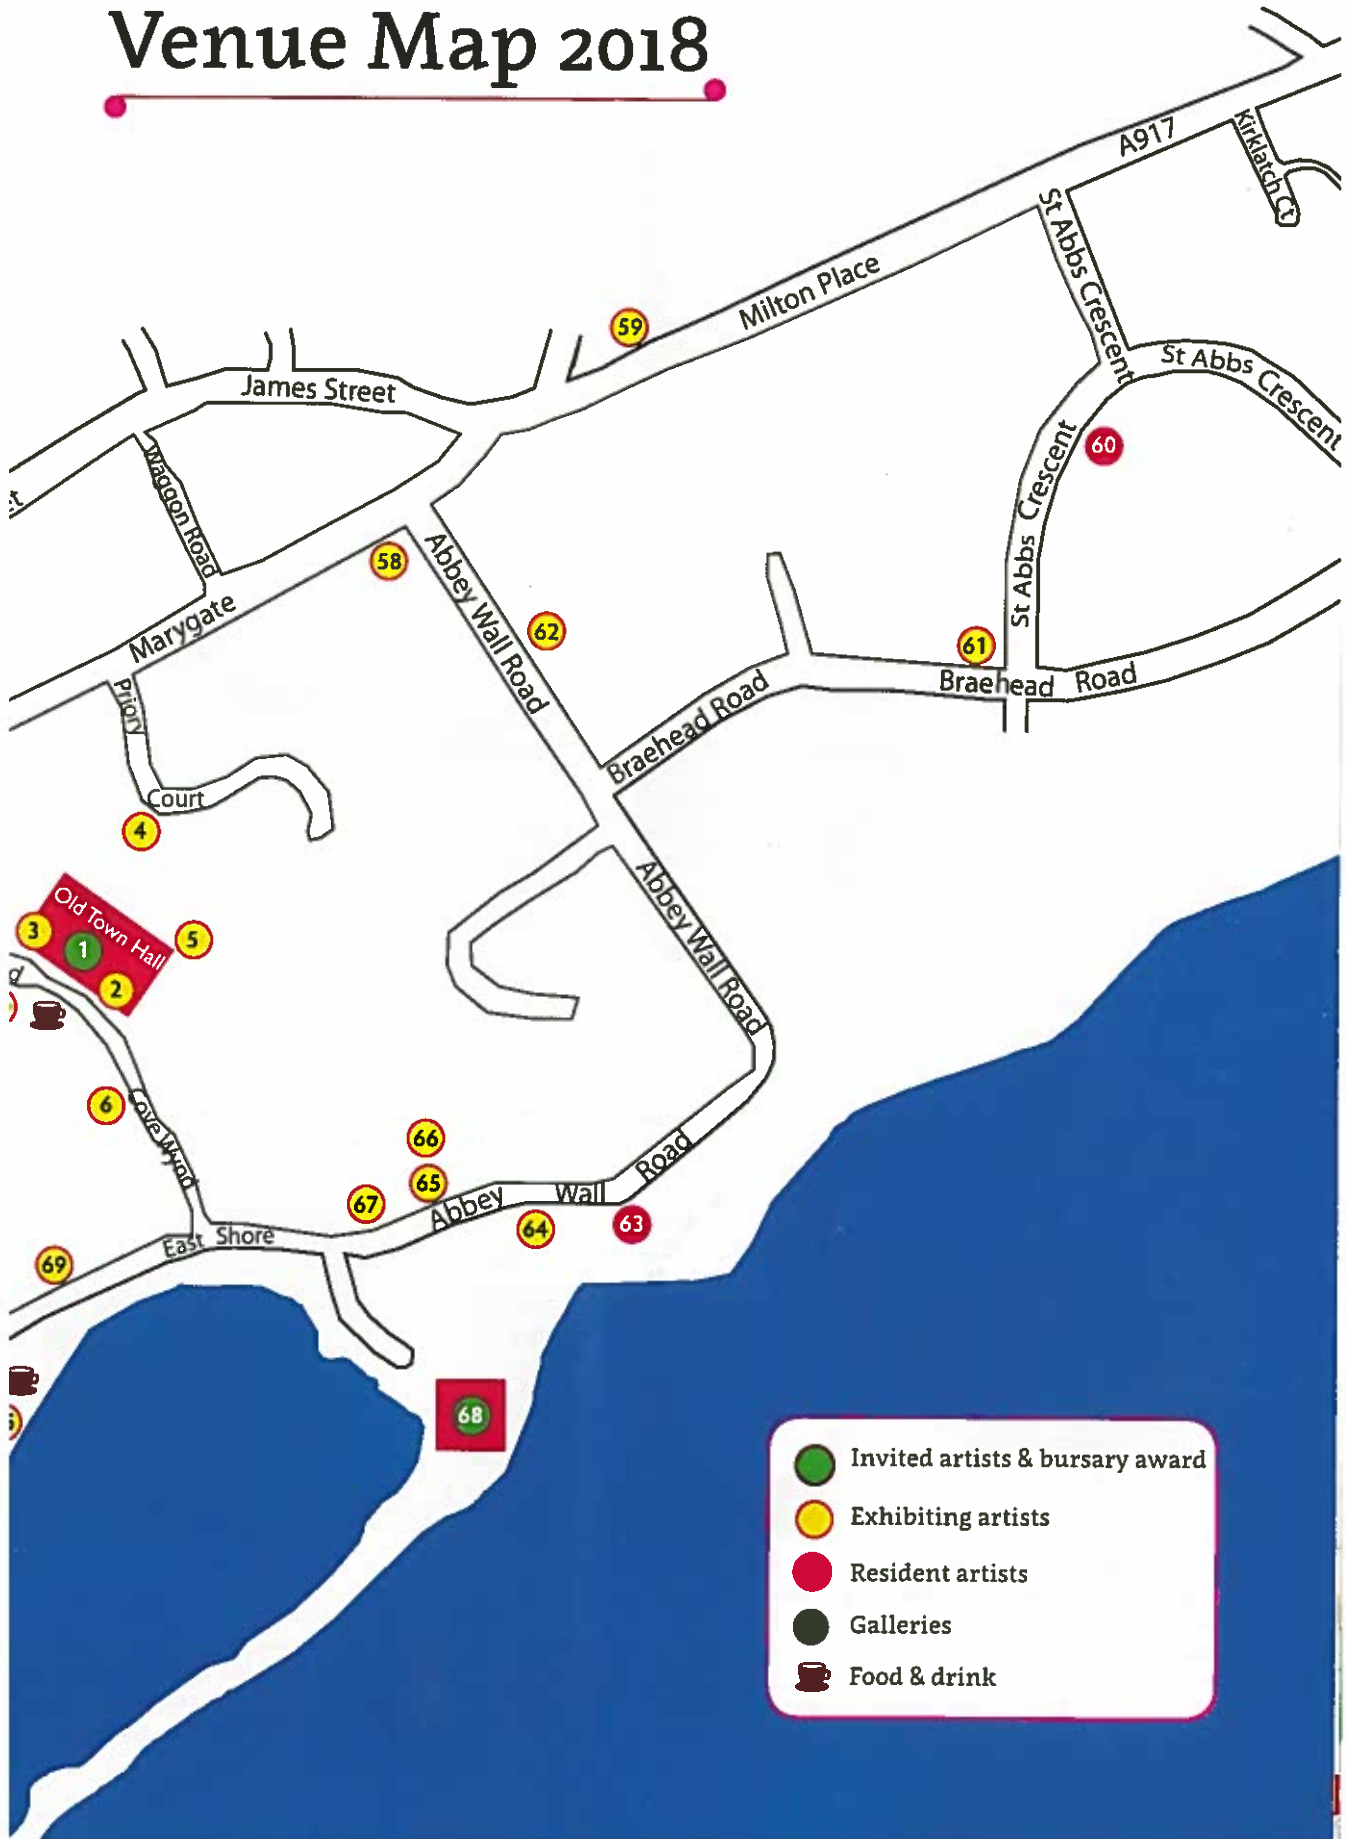 Venue Map 2018
A917
Kirklatch Ct
St Abbs Crescent
Milton Place
59
St Abbs Crescent
James Street
60
St Abbs Crescent
Waggon Road
58
Abbey Wall Road
62
Marygate
61
Braehead Road
Braehead Road
Priory
Court
4
Old Town Hall
3
1
5
2
Abbey Wall Road
6
Cove Wynd
66
65
67
Abbey Wall Road
64
63
East Shore
69
68
Invited artists & bursary award
Exhibiting artists
Resident artists
Galleries
Food & drink